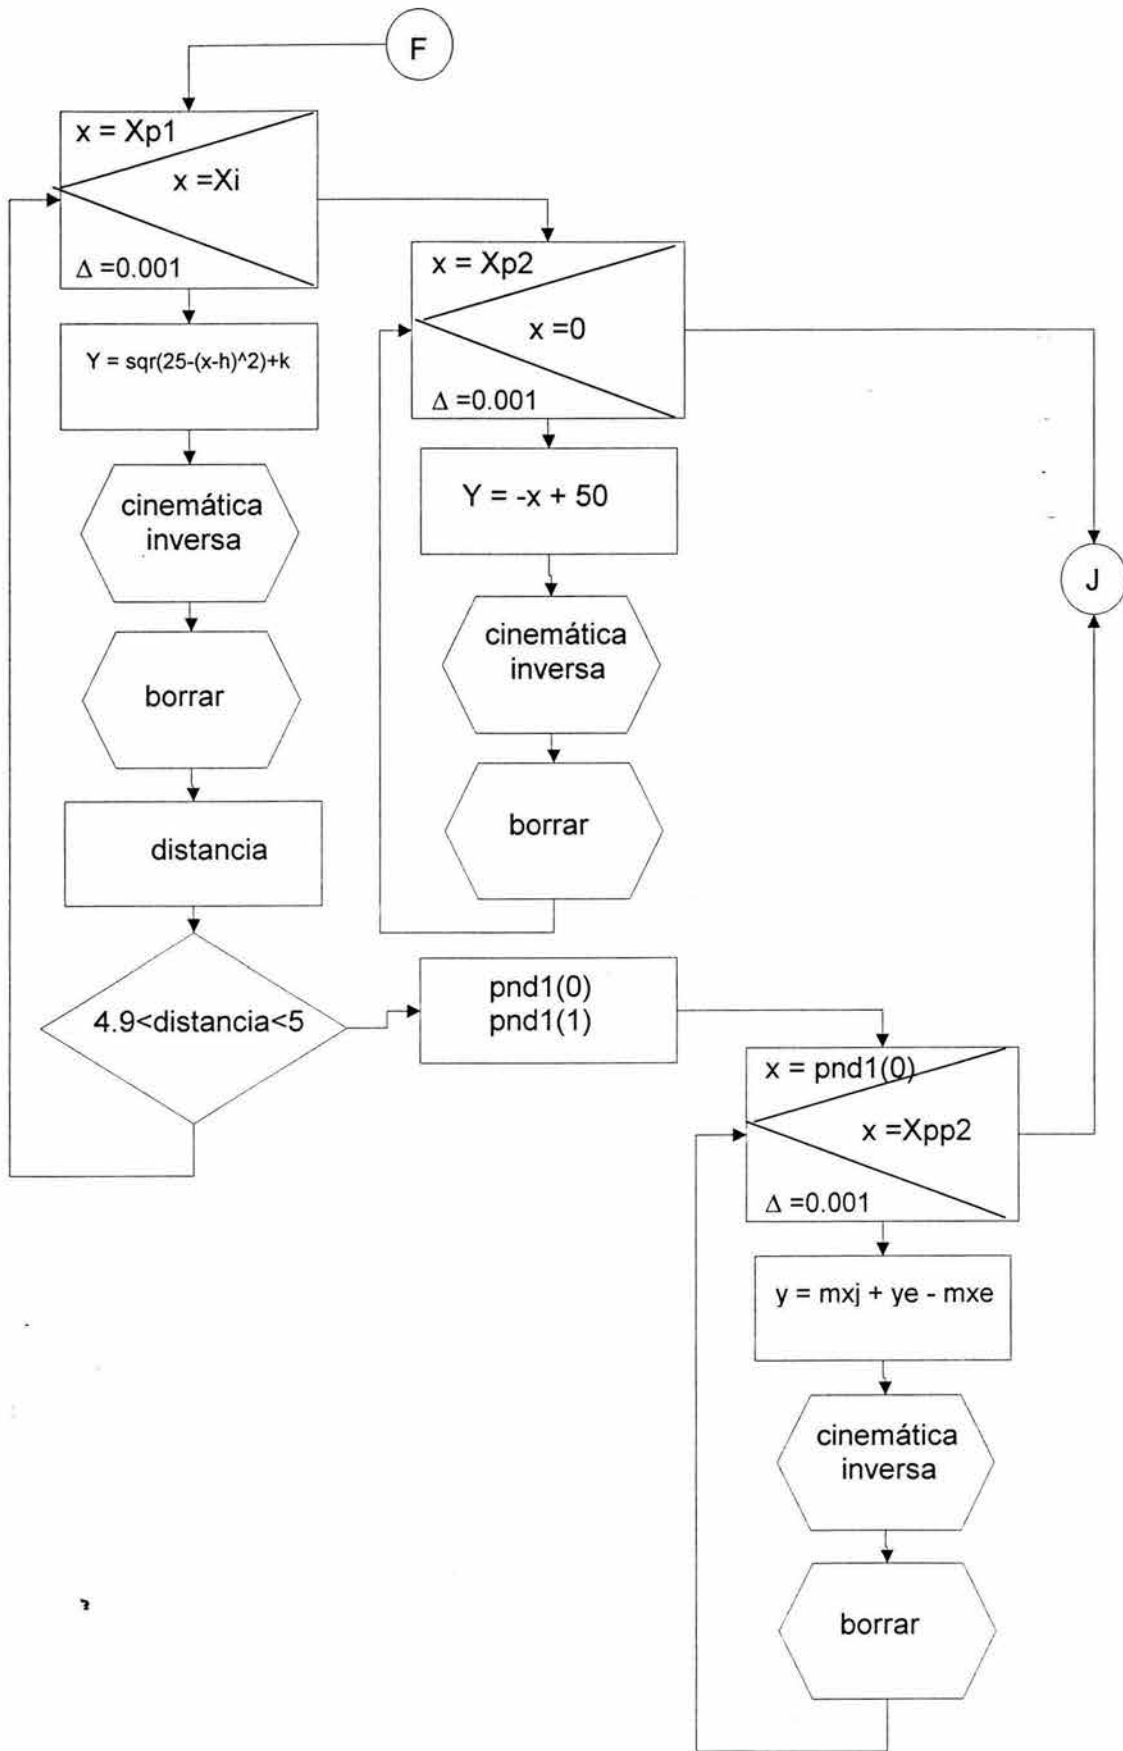 F
x = Xp1
x =Xi
Δ =0.001
Y = sqr(25-(x-h)^2)+k
cinemática
inversa
borrar
distancia
4.9<distancia<5
x = Xp2
x =0
Δ =0.001
Y = -x + 50
cinemática
inversa
borrar
J
pnd1(0)
pnd1(1)
x = pnd1(0)
x =Xpp2
Δ =0.001
y = mxj + ye - mxe
cinemática
inversa
borrar